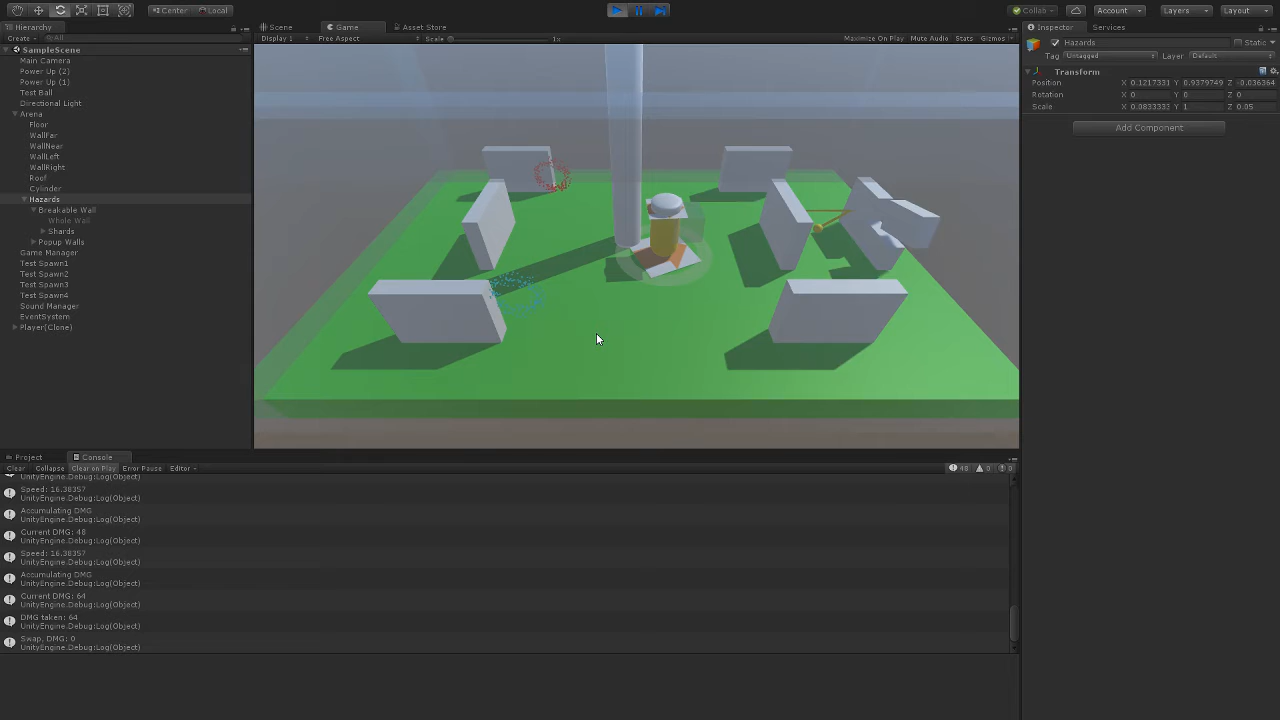 Center
Local
Collab
Account
Layers
Layout
Hierarchy
Create
All
SampleScene
Main Camera
Power Up (2)
Power Up (1)
Test Ball
Directional Light
Arena
Floor
WallFar
WallNear
WallLeft
WallRight
Roof
Cylinder
Hazards
Breakable Wall
Whole Wall
Shards
Popup Walls
Game Manager
Test Spawn1
Test Spawn2
Test Spawn3
Test Spawn4
Sound Manager
EventSystem
Player(Clone)
Scene
Game
Asset Store
Display 1
Free Aspect
Scale
1x
Maximize On Play
Mute Audio
Stats
Gizmos
Inspector
Services
Hazards
Static
Tag Untagged
Layer Default
Transform
Position X 0.1217331 Y 0.9379749 Z -0.036364
Rotation X 0 Y 0 Z 0
Scale X 0.0833333 Y 1 Z 0.05
Add Component
Project
Console
Clear
Collapse
Clear on Play
Error Pause
Editor
40
0
0
UnityEngine.Debug:Log(Object)
Speed: 16.38357
UnityEngine.Debug:Log(Object)
Accumulating DMG
UnityEngine.Debug:Log(Object)
Current DMG: 48
UnityEngine.Debug:Log(Object)
Speed: 16.38357
UnityEngine.Debug:Log(Object)
Accumulating DMG
UnityEngine.Debug:Log(Object)
Current DMG: 64
UnityEngine.Debug:Log(Object)
DMG taken: 64
UnityEngine.Debug:Log(Object)
Swap, DMG: 0
UnityEngine.Debug:Log(Object)